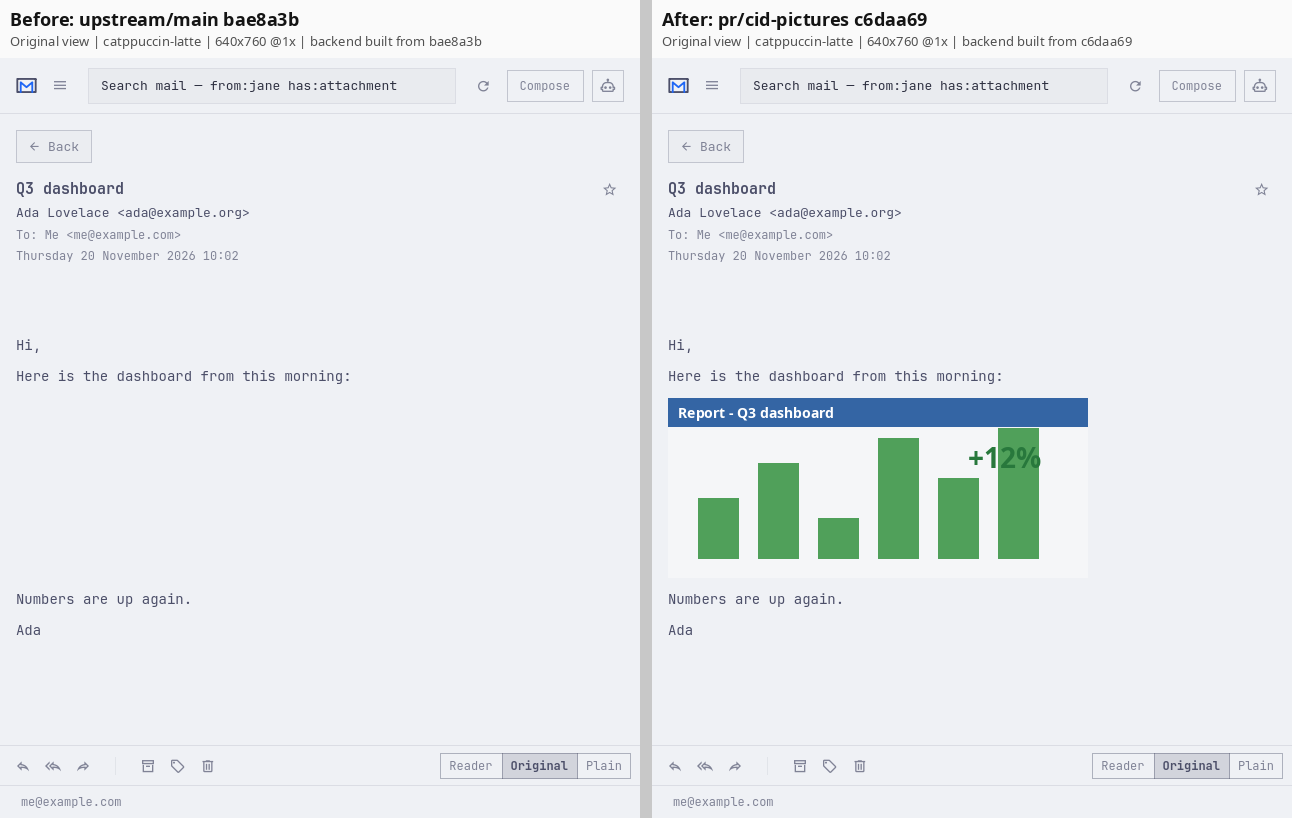 Before: upstream/main bae8a3b
Original view | catppuccin-latte | 640x760 @1x | backend built from bae8a3b
Search mail — from:jane has:attachment
Compose
← Back
Q3 dashboard
Ada Lovelace <ada@example.org>
To: Me <me@example.com>
Thursday 20 November 2026 10:02
Hi,
Here is the dashboard from this morning:
Numbers are up again.
Ada
Reader Original Plain
me@example.com
After: pr/cid-pictures c6daa69
Original view | catppuccin-latte | 640x760 @1x | backend built from c6daa69
Search mail — from:jane has:attachment
Compose
← Back
Q3 dashboard
Ada Lovelace <ada@example.org>
To: Me <me@example.com>
Thursday 20 November 2026 10:02
Hi,
Here is the dashboard from this morning:
Report - Q3 dashboard
+12%
Numbers are up again.
Ada
Reader Original Plain
me@example.com